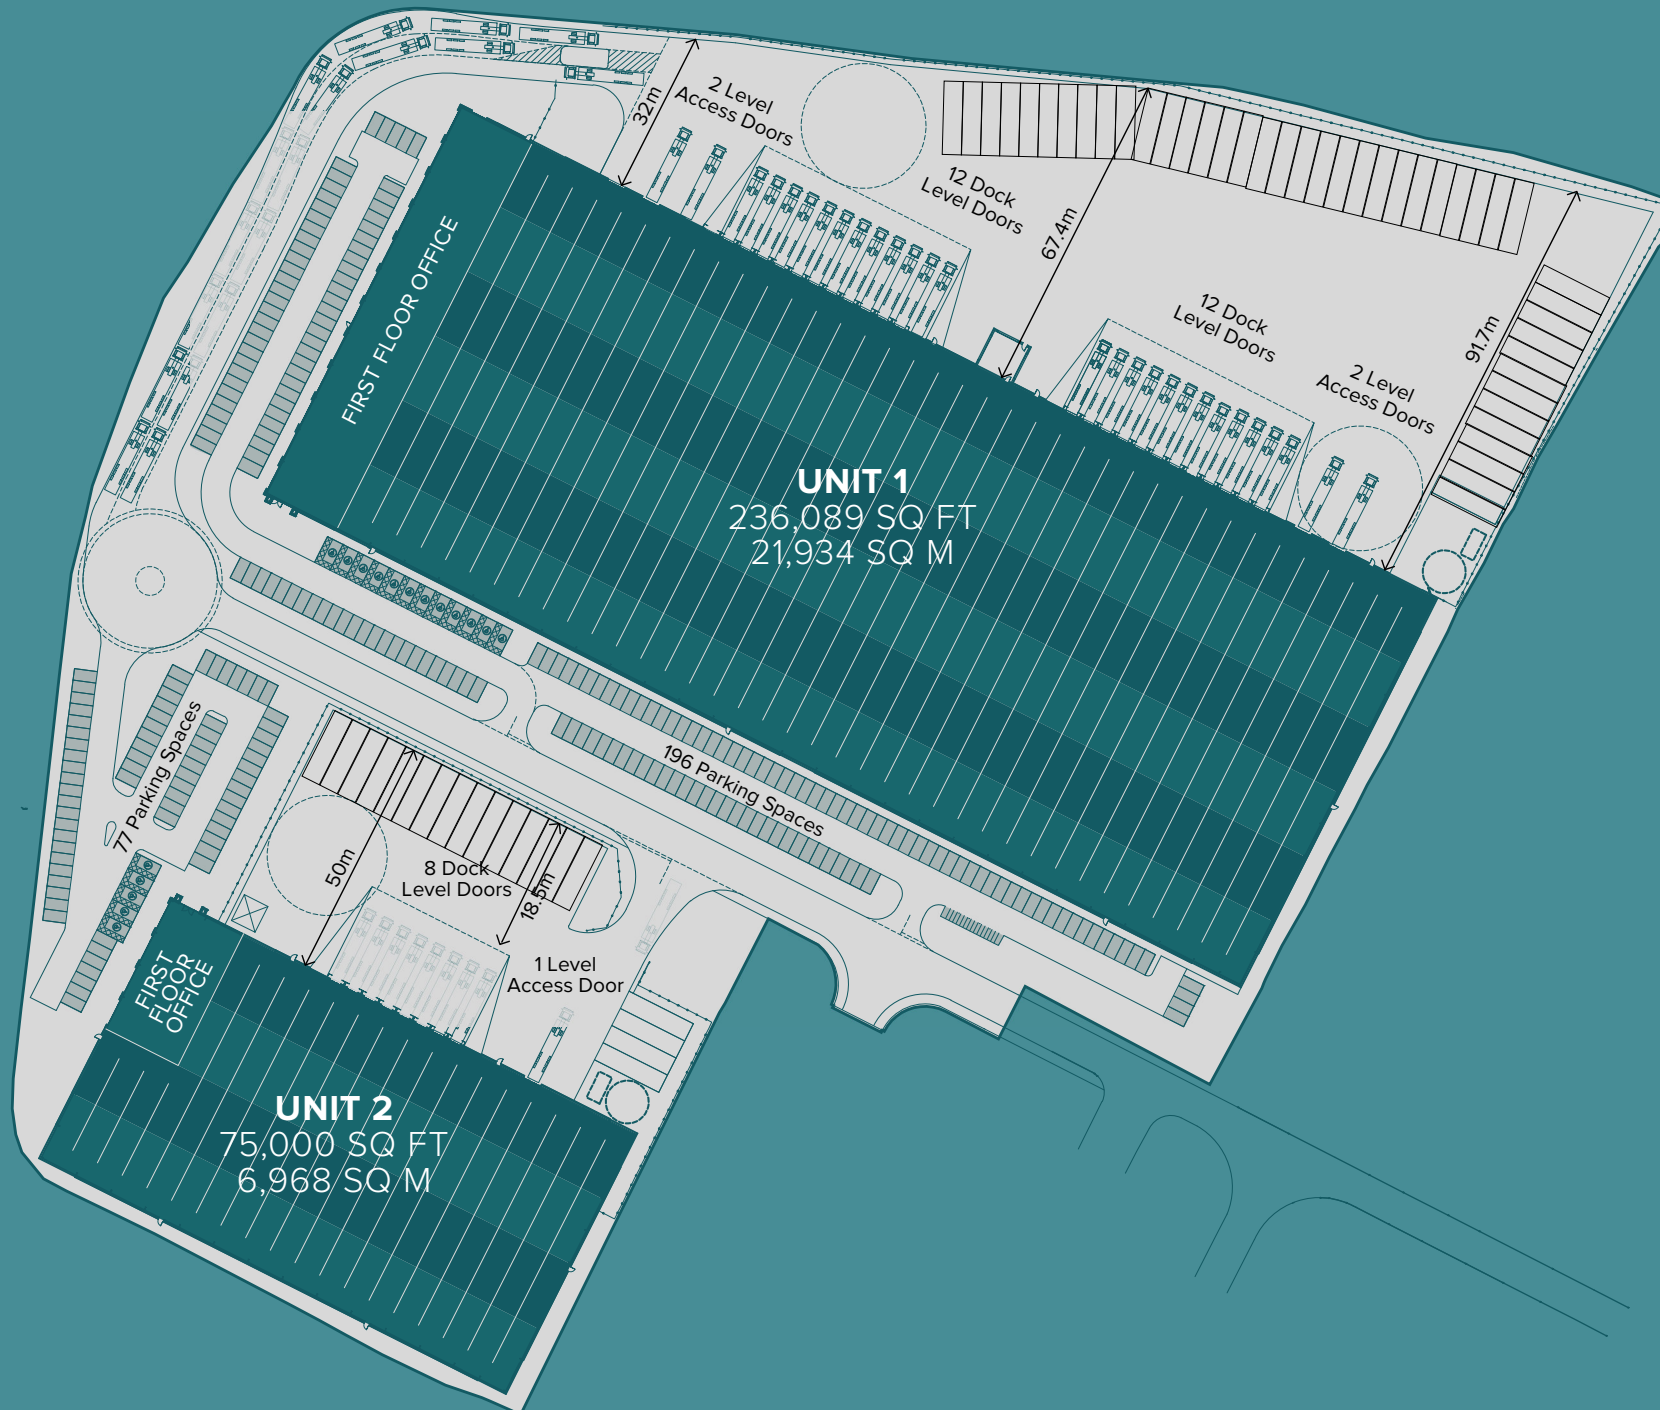 32m
2 Level
Access Doors
12 Dock
Level Doors
67.4m
12 Dock
Level Doors
2 Level
Access Doors
91.7m
FIRST FLOOR OFFICE
UNIT 1
236,089 SQ FT
21,934 SQ M
196 Parking Spaces
77 Parking Spaces
50m
8 Dock
Level Doors
18.5m
1 Level
Access Door
FIRST
FLOOR
OFFICE
UNIT 2
75,000 SQ FT
6,968 SQ M